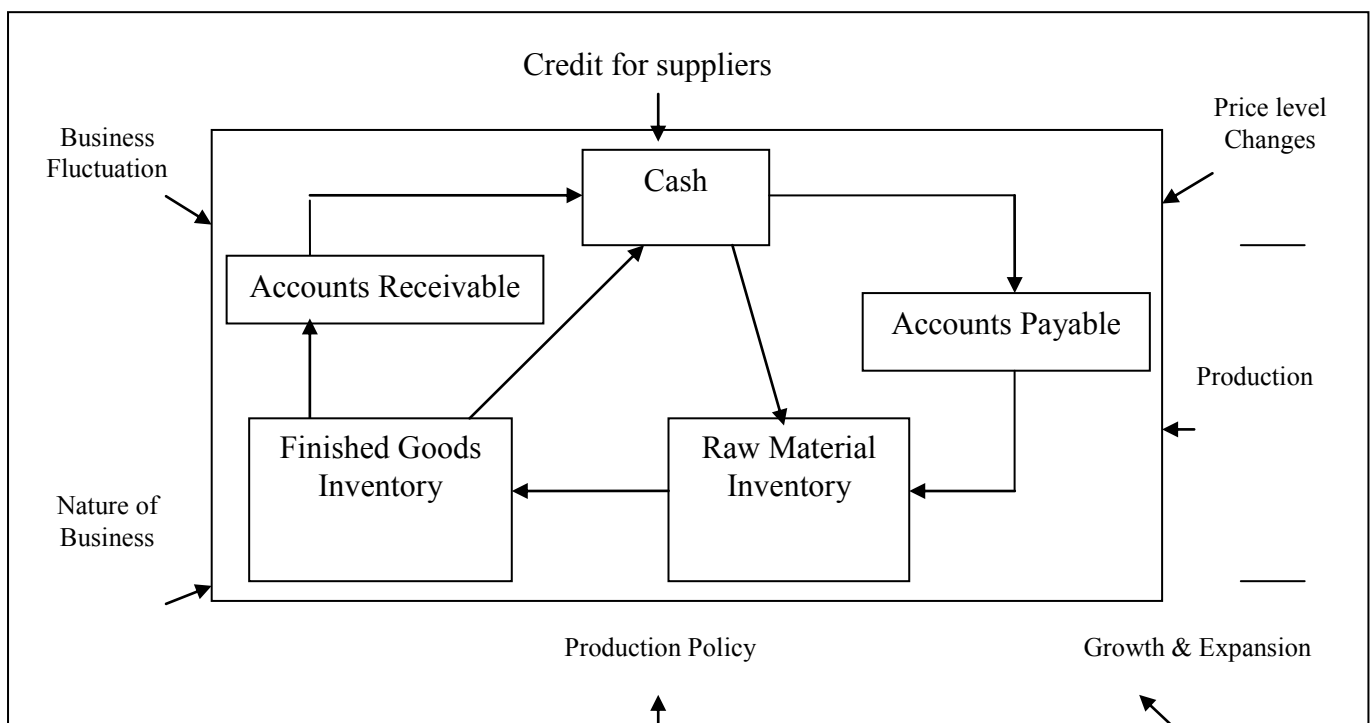 Credit for suppliers
Business
Fluctuation
Price level
Changes
Cash
Accounts Receivable
Accounts Payable
Production
Finished Goods
Inventory
Raw Material
Inventory
Nature of
Business
Production Policy
Growth & Expansion